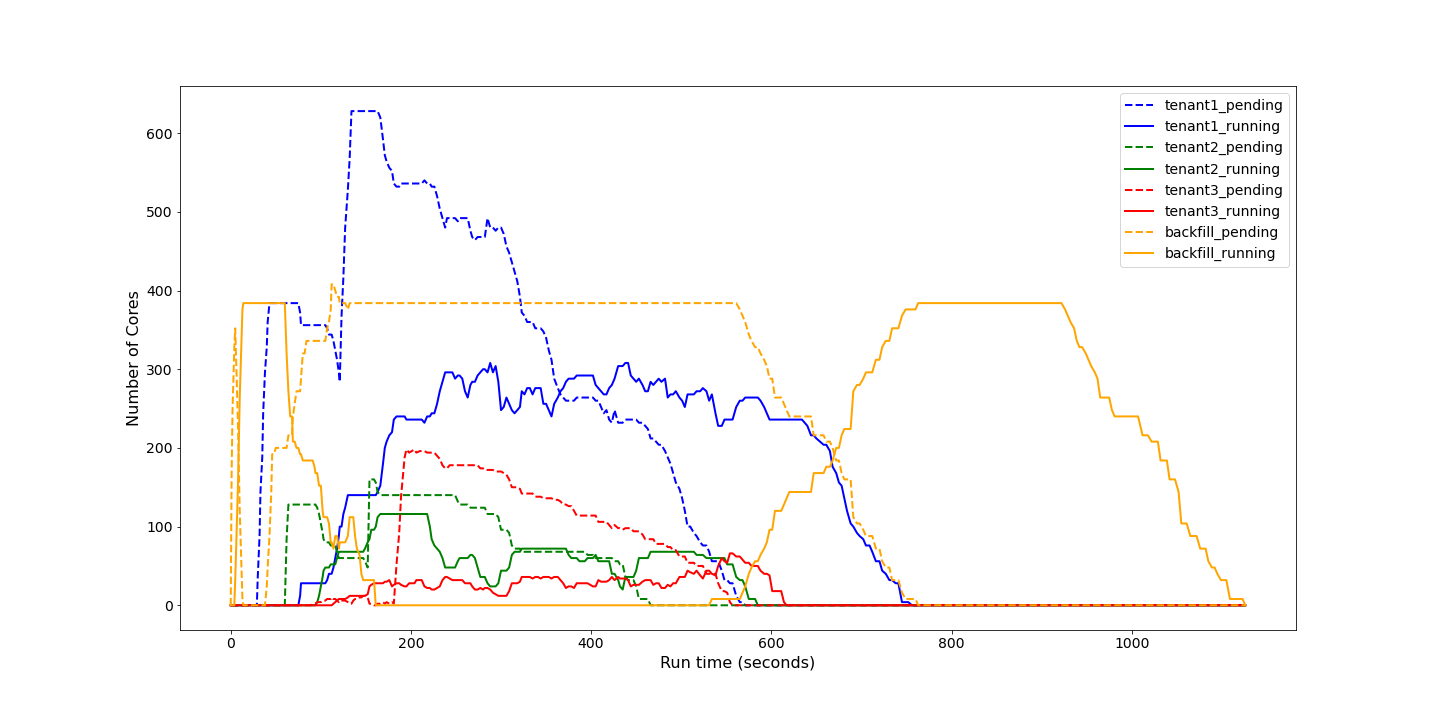 tenant1_pending
tenant1_running
tenant2_pending
tenant2_running
tenant3_pending
tenant3_running
backfill_pending
backfill_running
Number of Cores
600
500
400
300
200
100
0
0 200 400 600 800 1000
Run time (seconds)